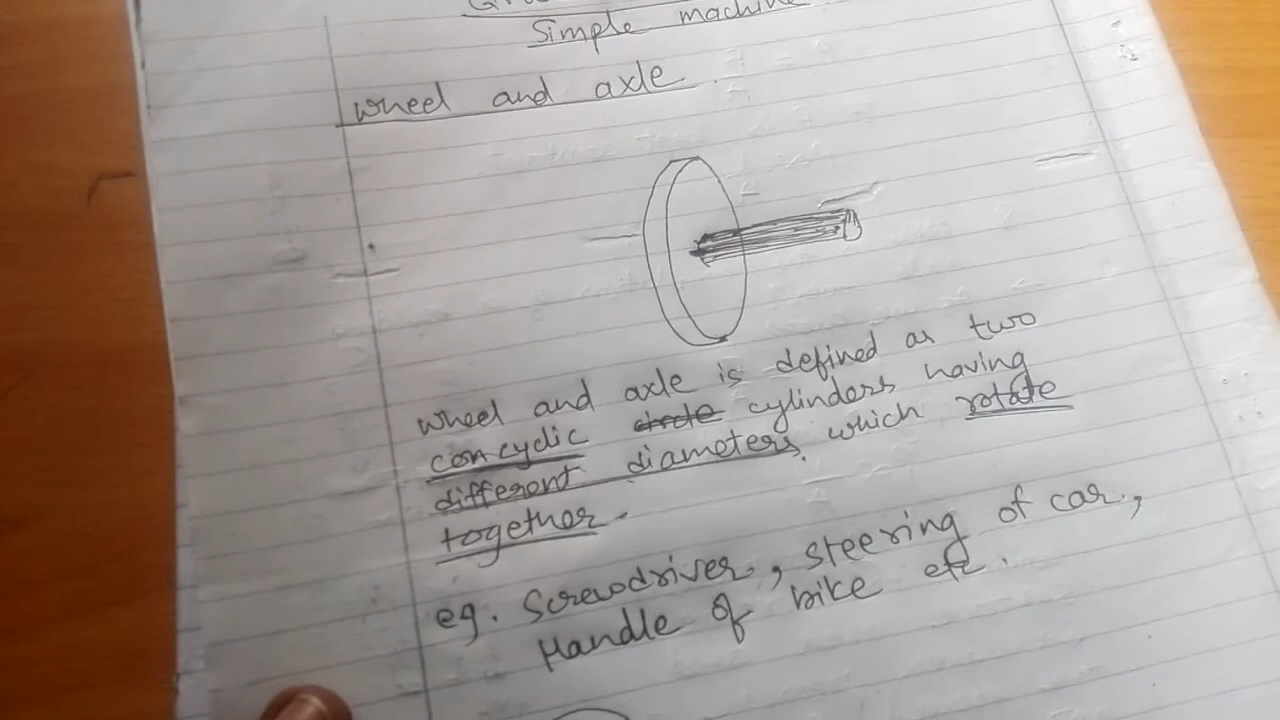 Simple machine
wheel and axle.
wheel and axle is defined as two
concyclic circle cylinders having
different diameters, which rotate
together.
eg. Screwdriver, steering of car,
Handle of bike etc.